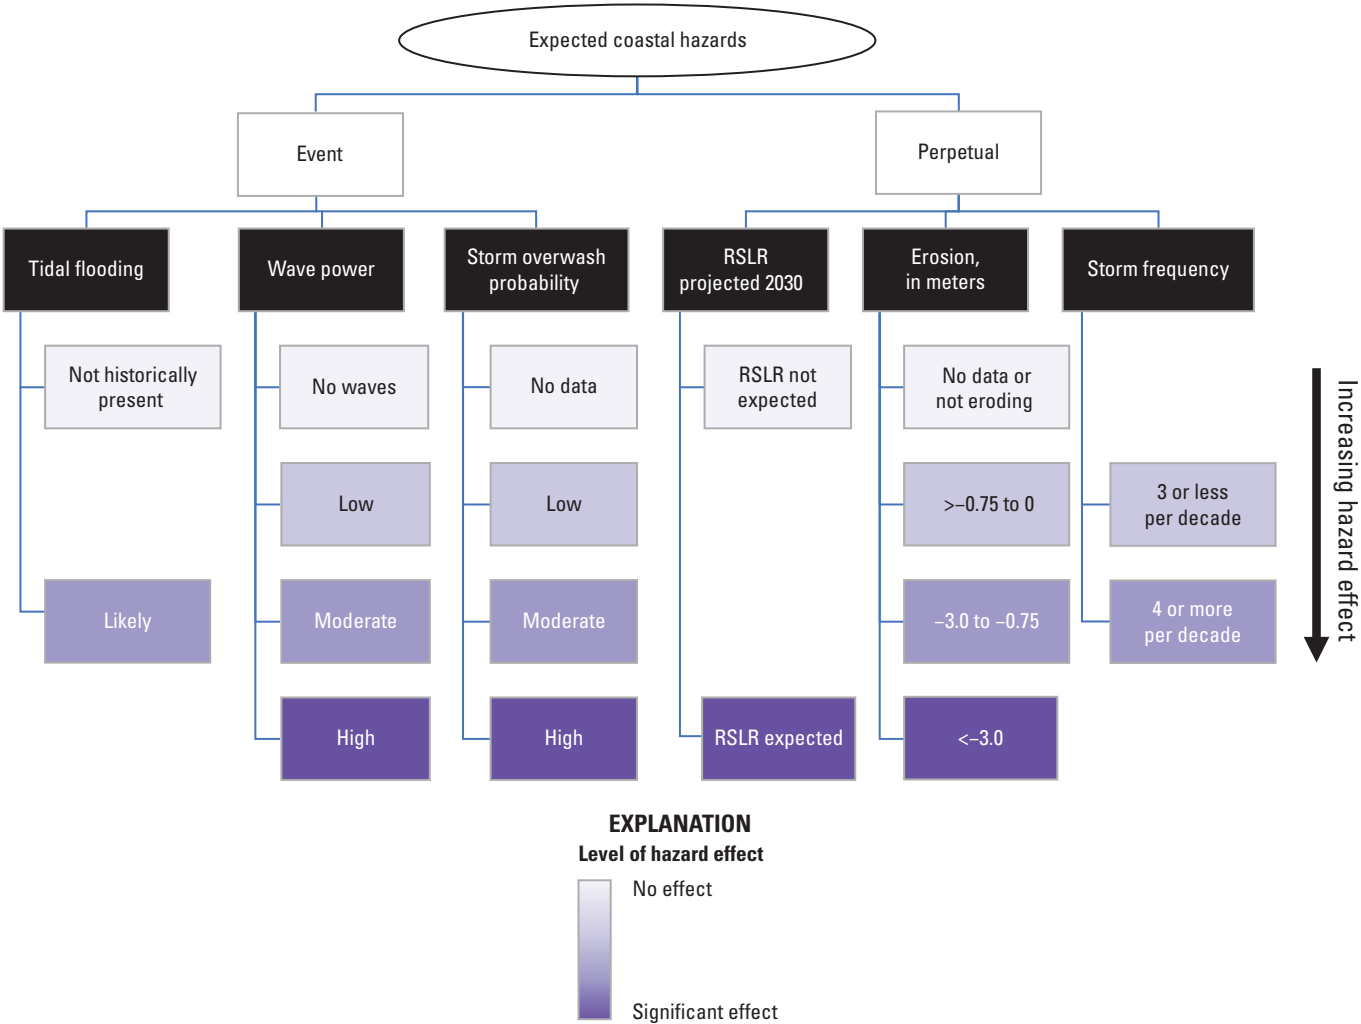 Expected coastal hazards
Event
Perpetual
Tidal flooding
Wave power
Storm overwash
probability
RSLR
projected 2030
Erosion,
in meters
Storm frequency
Not historically
present
No waves
No data
RSLR not
expected
No data or
not eroding
Low
Low
>−0.75 to 0
3 or less
per decade
Likely
Moderate
Moderate
−3.0 to −0.75
4 or more
per decade
High
High
RSLR expected
<−3.0
Increasing hazard effect
EXPLANATION
Level of hazard effect
No effect
Significant effect